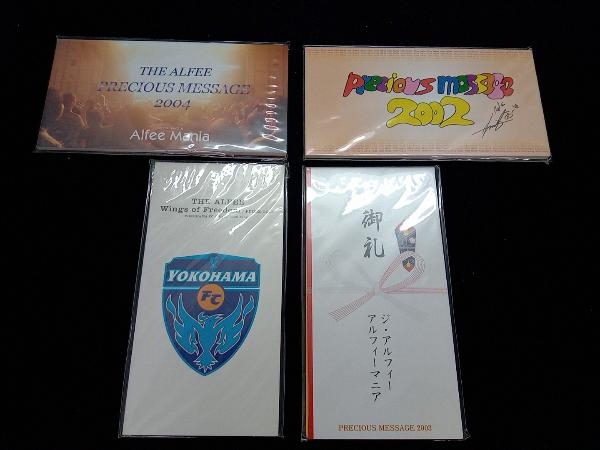 THE ALFEE
PRECIOUS MESSAGE
2004
Alfee Mania
Precious message
2002
THE ALFEE
Wings of Freedom
YOKOHAMA
FC
御礼
ジ・アルフィー
アルフィーマニア
PRECIOUS MESSAGE 2003